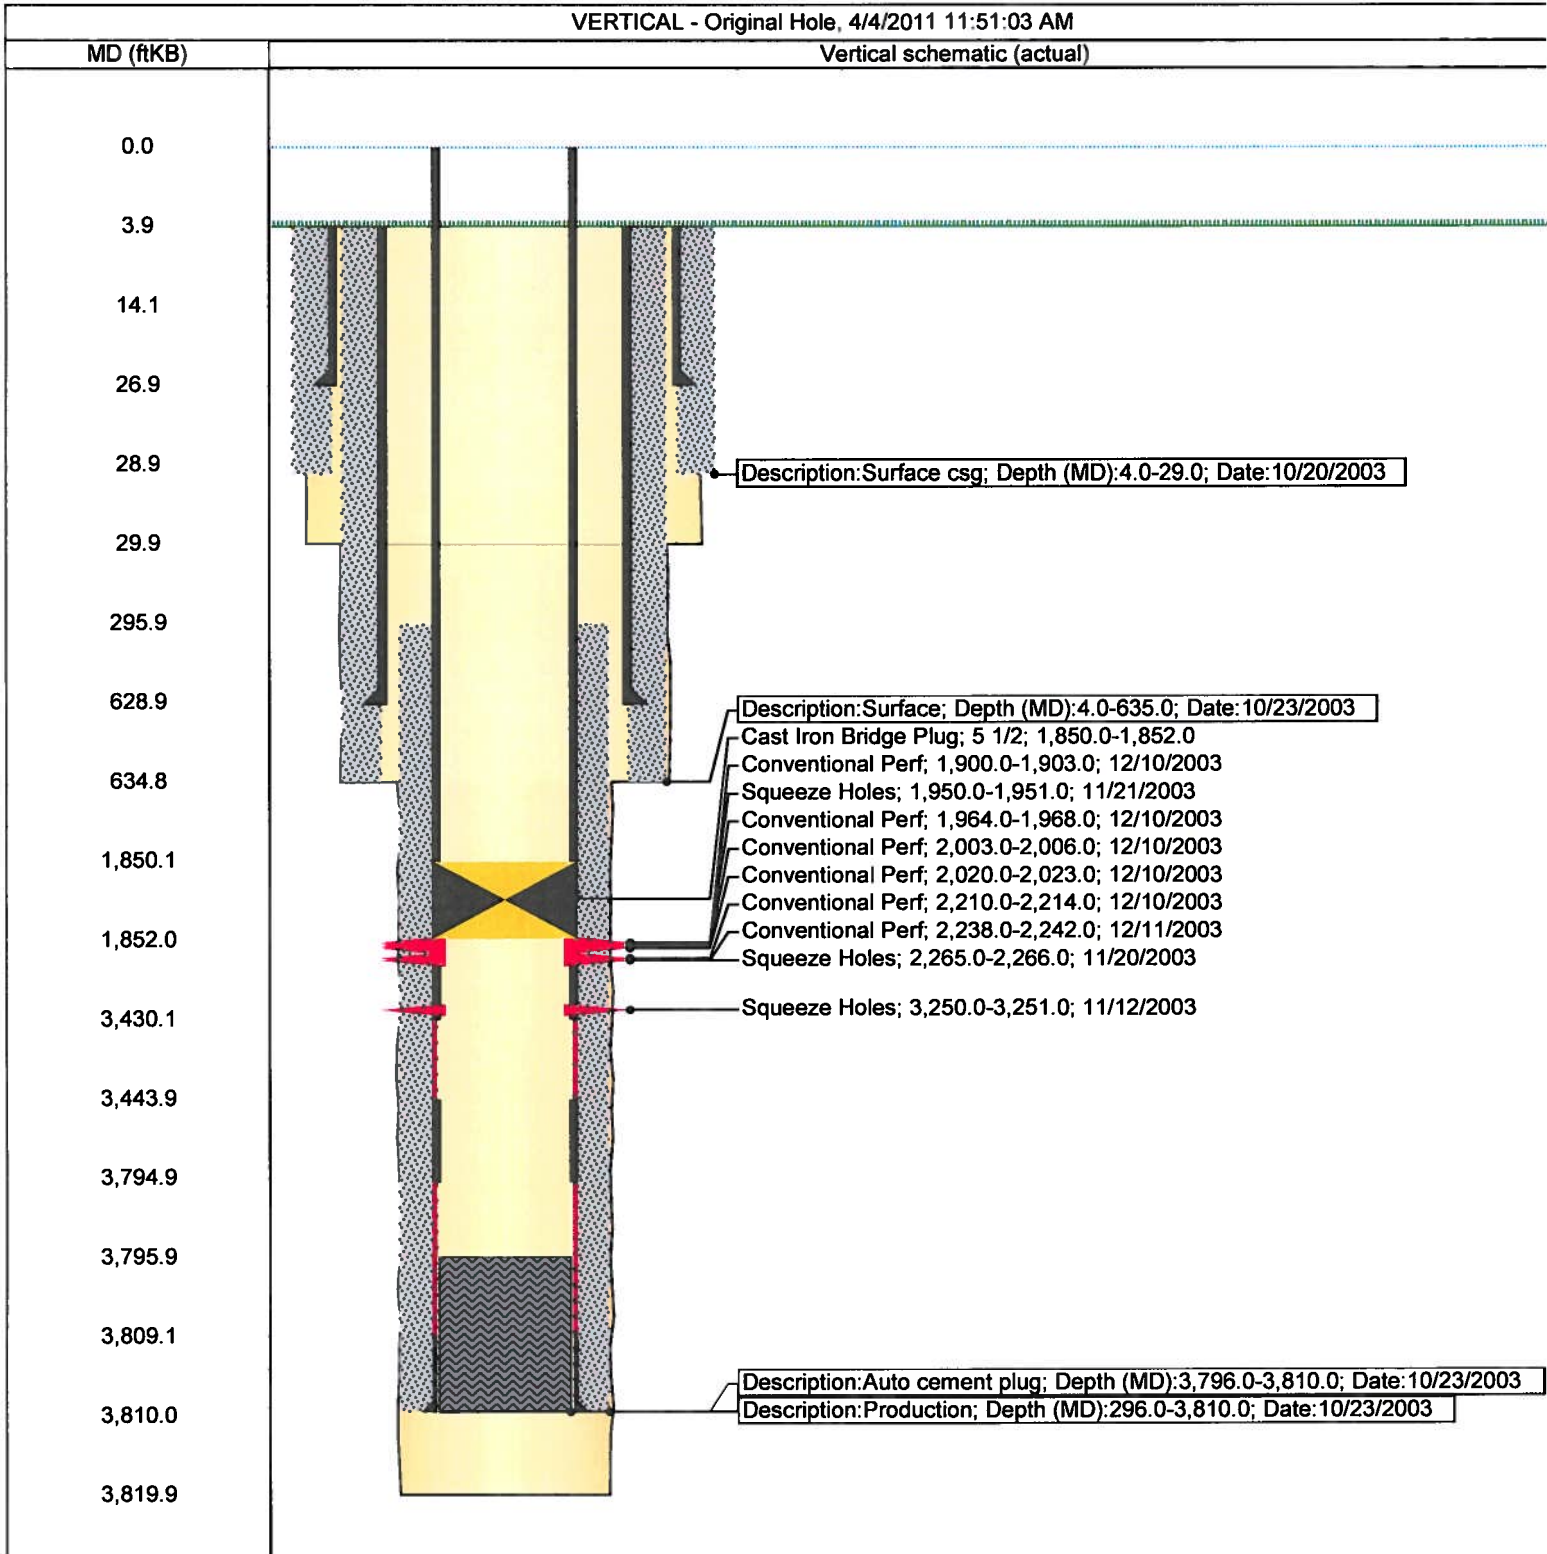 VERTICAL - Original Hole, 4/4/2011 11:51:03 AM
MD (ftKB)
Vertical schematic (actual)
0.0
3.9
14.1
26.9
28.9
Description:Surface csg; Depth (MD):4.0-29.0; Date:10/20/2003
29.9
295.9
628.9
Description:Surface; Depth (MD):4.0-635.0; Date:10/23/2003
Cast Iron Bridge Plug; 5 1/2; 1,850.0-1,852.0
Conventional Perf; 1,900.0-1,903.0; 12/10/2003
634.8
Squeeze Holes; 1,950.0-1,951.0; 11/21/2003
Conventional Perf; 1,964.0-1,968.0; 12/10/2003
Conventional Perf; 2,003.0-2,006.0; 12/10/2003
1,850.1
Conventional Perf; 2,020.0-2,023.0; 12/10/2003
Conventional Perf; 2,210.0-2,214.0; 12/10/2003
Conventional Perf; 2,238.0-2,242.0; 12/11/2003
1,852.0
Squeeze Holes; 2,265.0-2,266.0; 11/20/2003
Squeeze Holes; 3,250.0-3,251.0; 11/12/2003
3,430.1
3,443.9
3,794.9
3,795.9
3,809.1
Description:Auto cement plug; Depth (MD):3,796.0-3,810.0; Date:10/23/2003
Description:Production; Depth (MD):296.0-3,810.0; Date:10/23/2003
3,810.0
3,819.9